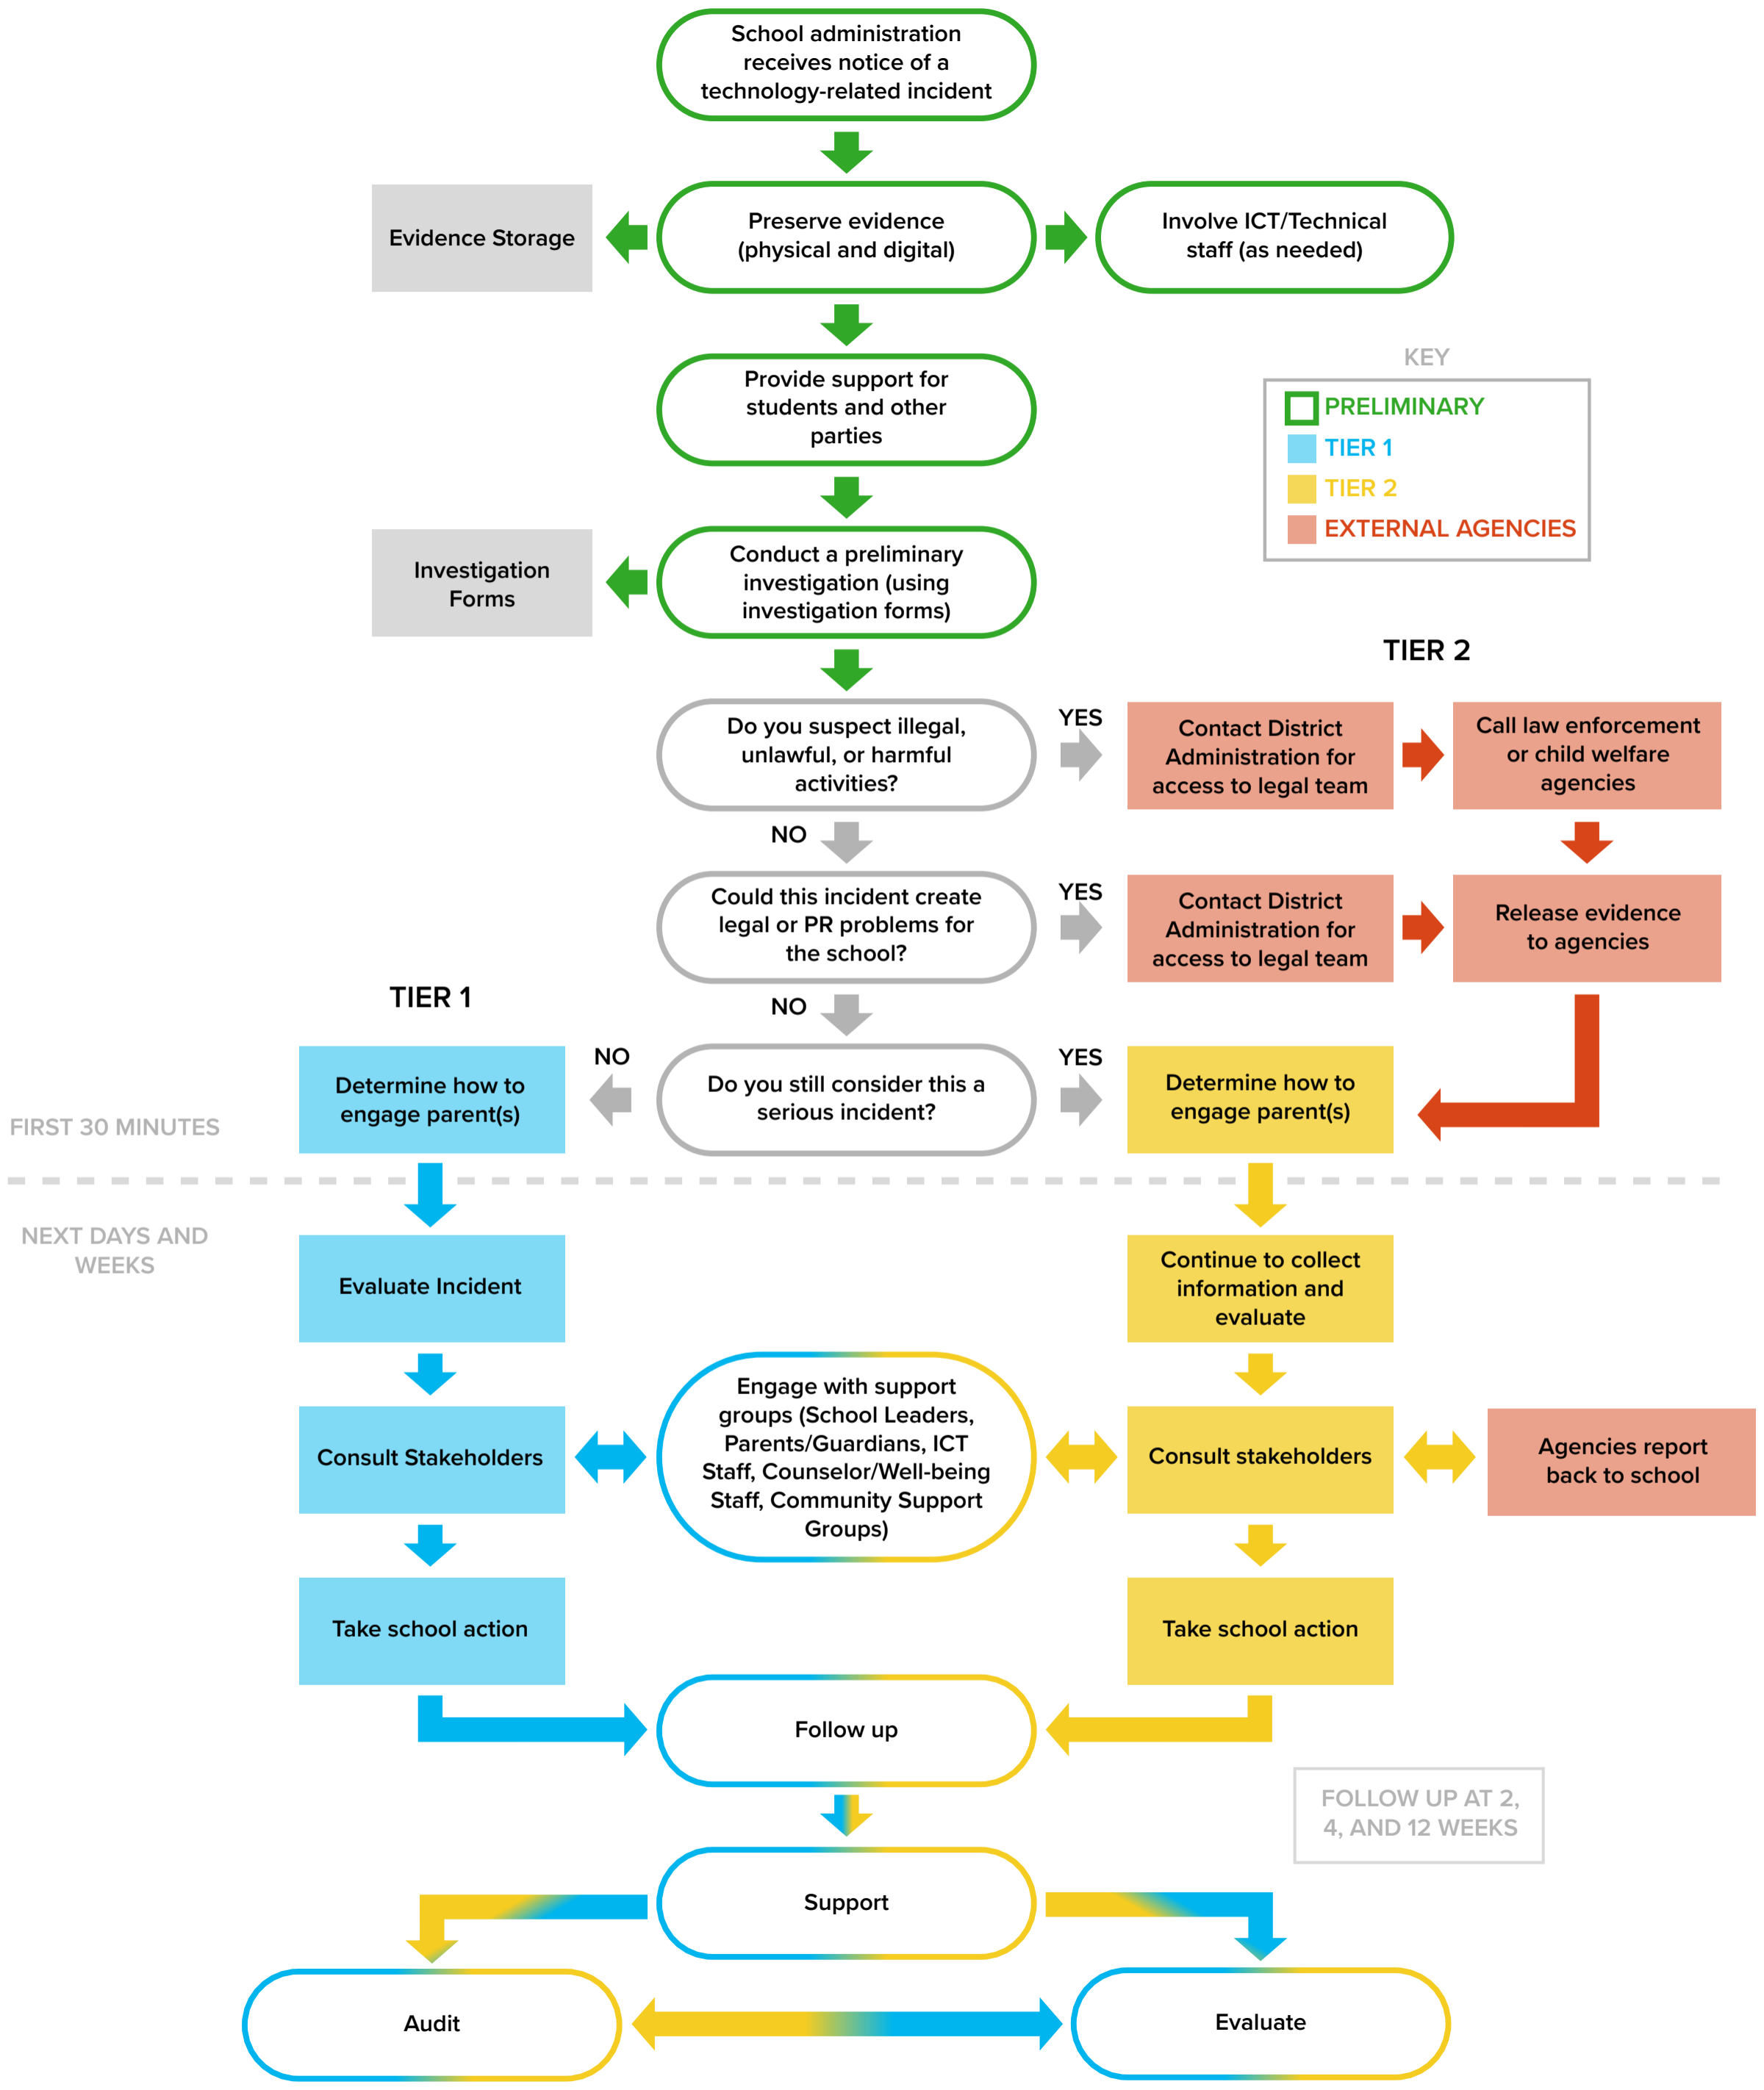 School administration
receives notice of a
technology-related incident
Evidence Storage
Preserve evidence
(physical and digital)
Involve ICT/Technical
staff (as needed)
Provide support for
students and other
parties
KEY
PRELIMINARY
TIER 1
TIER 2
EXTERNAL AGENCIES
Investigation
Forms
Conduct a preliminary
investigation (using
investigation forms)
TIER 2
Do you suspect illegal,
unlawful, or harmful
activities?
YES
Contact District
Administration for
access to legal team
Call law enforcement
or child welfare
agencies
NO
Could this incident create
legal or PR problems for
the school?
YES
Contact District
Administration for
access to legal team
Release evidence
to agencies
TIER 1
NO
Determine how to
engage parent(s)
NO
Do you still consider this a
serious incident?
YES
Determine how to
engage parent(s)
FIRST 30 MINUTES
NEXT DAYS AND
WEEKS
Evaluate Incident
Continue to collect
information and
evaluate
Consult Stakeholders
Engage with support
groups (School Leaders,
Parents/Guardians, ICT
Staff, Counselor/Well-being
Staff, Community Support
Groups)
Consult stakeholders
Agencies report
back to school
Take school action
Take school action
Follow up
FOLLOW UP AT 2,
4, AND 12 WEEKS
Support
Audit
Evaluate